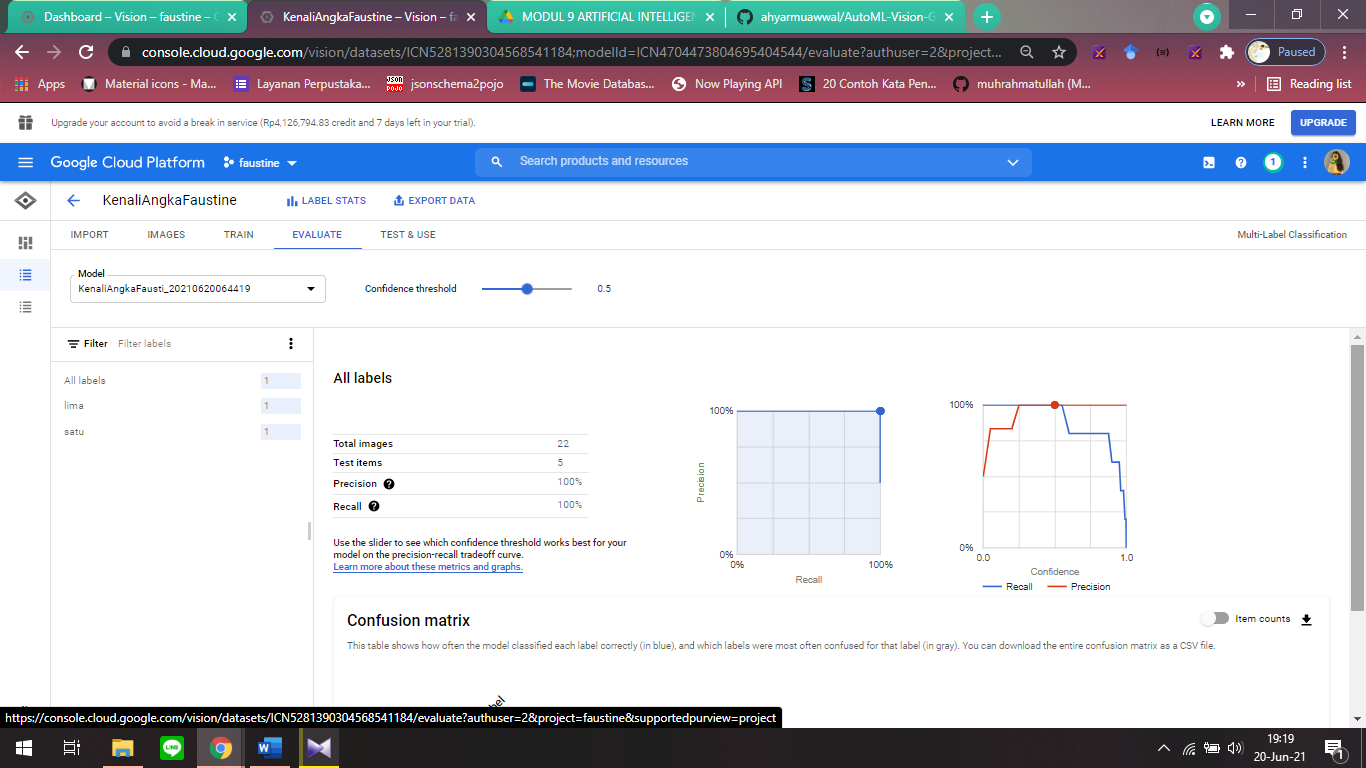 Dashboard – Vision – faustine – G
KenaliAngkaFaustine – Vision – fa
MODUL 9 ARTIFICIAL INTELLIGEN
ahyarmuawwal/AutoML-Vision-G
console.cloud.google.com/vision/datasets/ICN5281390304568541184;modelId=ICN4704473804695404544/evaluate?authuser=2&project...
Paused
Apps
Material icons - Ma...
Layanan Perpustaka...
jsonschema2pojo
The Movie Databas...
Now Playing API
20 Contoh Kata Pen...
muhrahmatullah (M...
»
Reading list
Upgrade your account to avoid a break in service (Rp4,126,794.83 credit and 7 days left in your trial).
LEARN MORE
UPGRADE
Google Cloud Platform
faustine
Search products and resources
1
KenaliAngkaFaustine
LABEL STATS
EXPORT DATA
IMPORT
IMAGES
TRAIN
EVALUATE
TEST & USE
Multi-Label Classification
Model
KenaliAngkaFausti_20210620064419
Confidence threshold
0.5
Filter
Filter labels
All labels 1
lima 1
satu 1
All labels
Total images 22
Test items 5
Precision 100%
Recall 100%
Use the slider to see which confidence threshold works best for your
model on the precision-recall tradeoff curve.
Learn more about these metrics and graphs.
100%
Precision
0%
0%
100%
Recall
100%
0%
0.0
1.0
Confidence
Recall
Precision
Confusion matrix
Item counts
This table shows how often the model classified each label correctly (in blue), and which labels were most often confused for that label (in gray). You can download the entire confusion matrix as a CSV file.
https://console.cloud.google.com/vision/datasets/ICN5281390304568541184/evaluate?authuser=2&project=faustine&supportedpurview=project
19:19
20-Jun-21
1